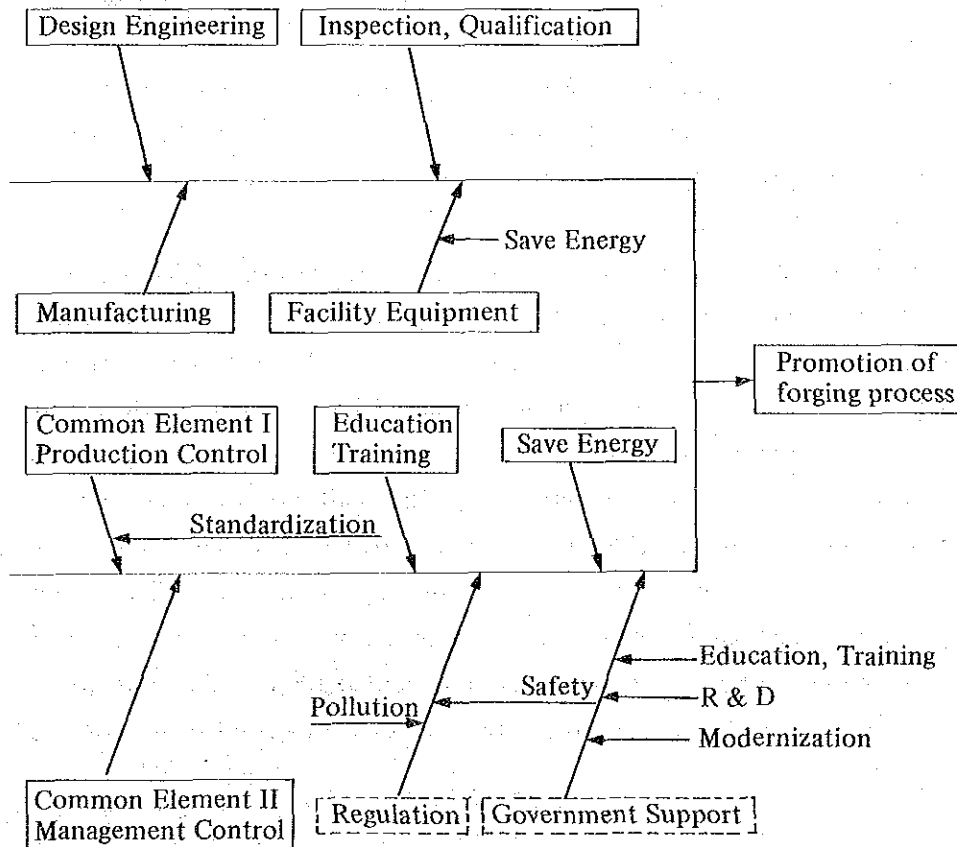 Design Engineering
Inspection, Qualification
Save Energy
Manufacturing
Facility Equipment
Promotion of
forging process
Common Element I
Production Control
Education
Training
Save Energy
Standardization
Education, Training
Safety
R & D
Pollution
Modernization
Common Element II
Management Control
Regulation
Government Support